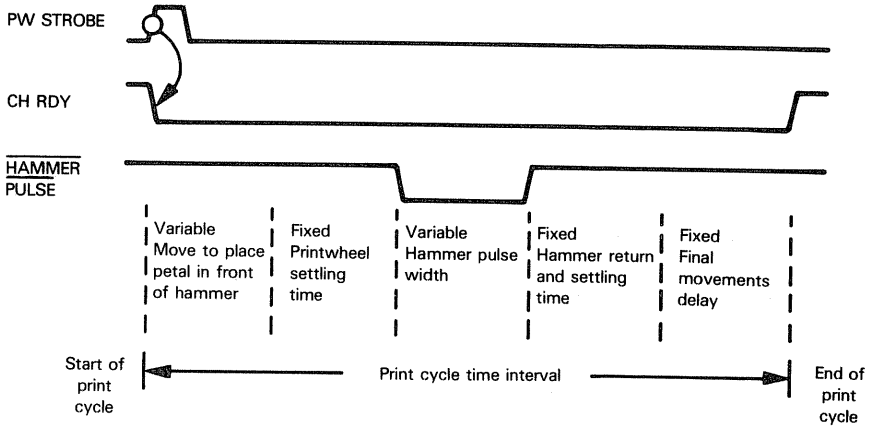 PW STROBE
CH RDY
HAMMER
PULSE
Variable
Move to place
petal in front
of hammer
Fixed
Printwheel
settling
time
Variable
Hammer pulse
width
Fixed
Hammer return
and settling
time
Fixed
Final
movements
delay
Start of
print
cycle
Print cycle time interval
End of
print
cycle